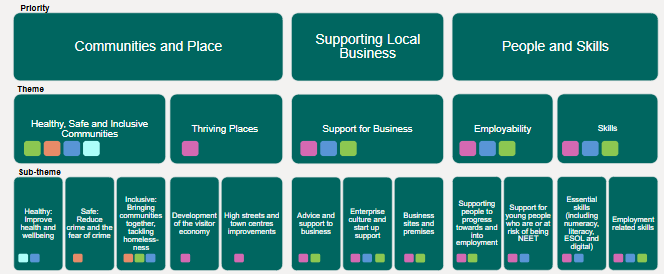 Priority
Communities and Place
Supporting Local
Business
People and Skills
Theme
Healthy, Safe and Inclusive
Communities
Thriving Places
Support for Business
Employability
Skills
Sub-theme
Healthy:
Improve
health and
wellbeing
Safe:
Reduce
crime and the
fear of crime
Inclusive:
Bringing
communities
together,
tackling
homeless-
ness
Development
of the visitor
economy
High streets and
town centres
improvements
Advice and
support to
business
Enterprise
culture and
start up
support
Business
sites and
premises
Supporting
people to
progress
towards and
into
employment
Support for
young people
who are or at
risk of being
NEET
Essential
skills
(including
numeracy,
literacy,
ESOL and
digital)
Employment
related skills